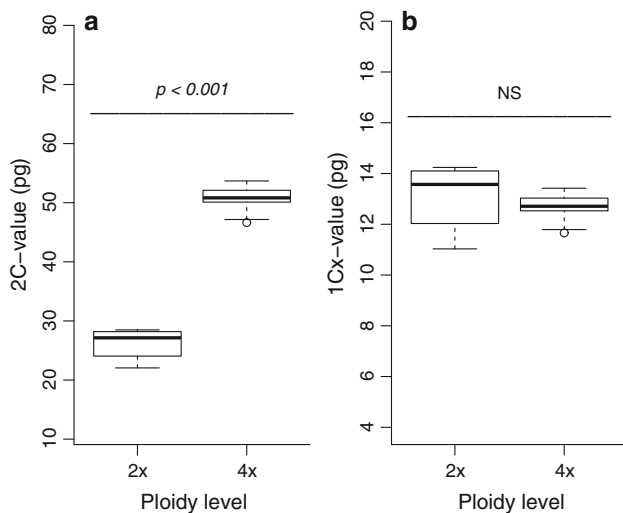 a
p < 0.001
2C−value (pg)
80
70
60
50
40
30
20
10
2x
4x
Ploidy level
b
NS
1Cx−value (pg)
20
18
16
14
12
10
8
6
4
2x
4x
Ploidy level